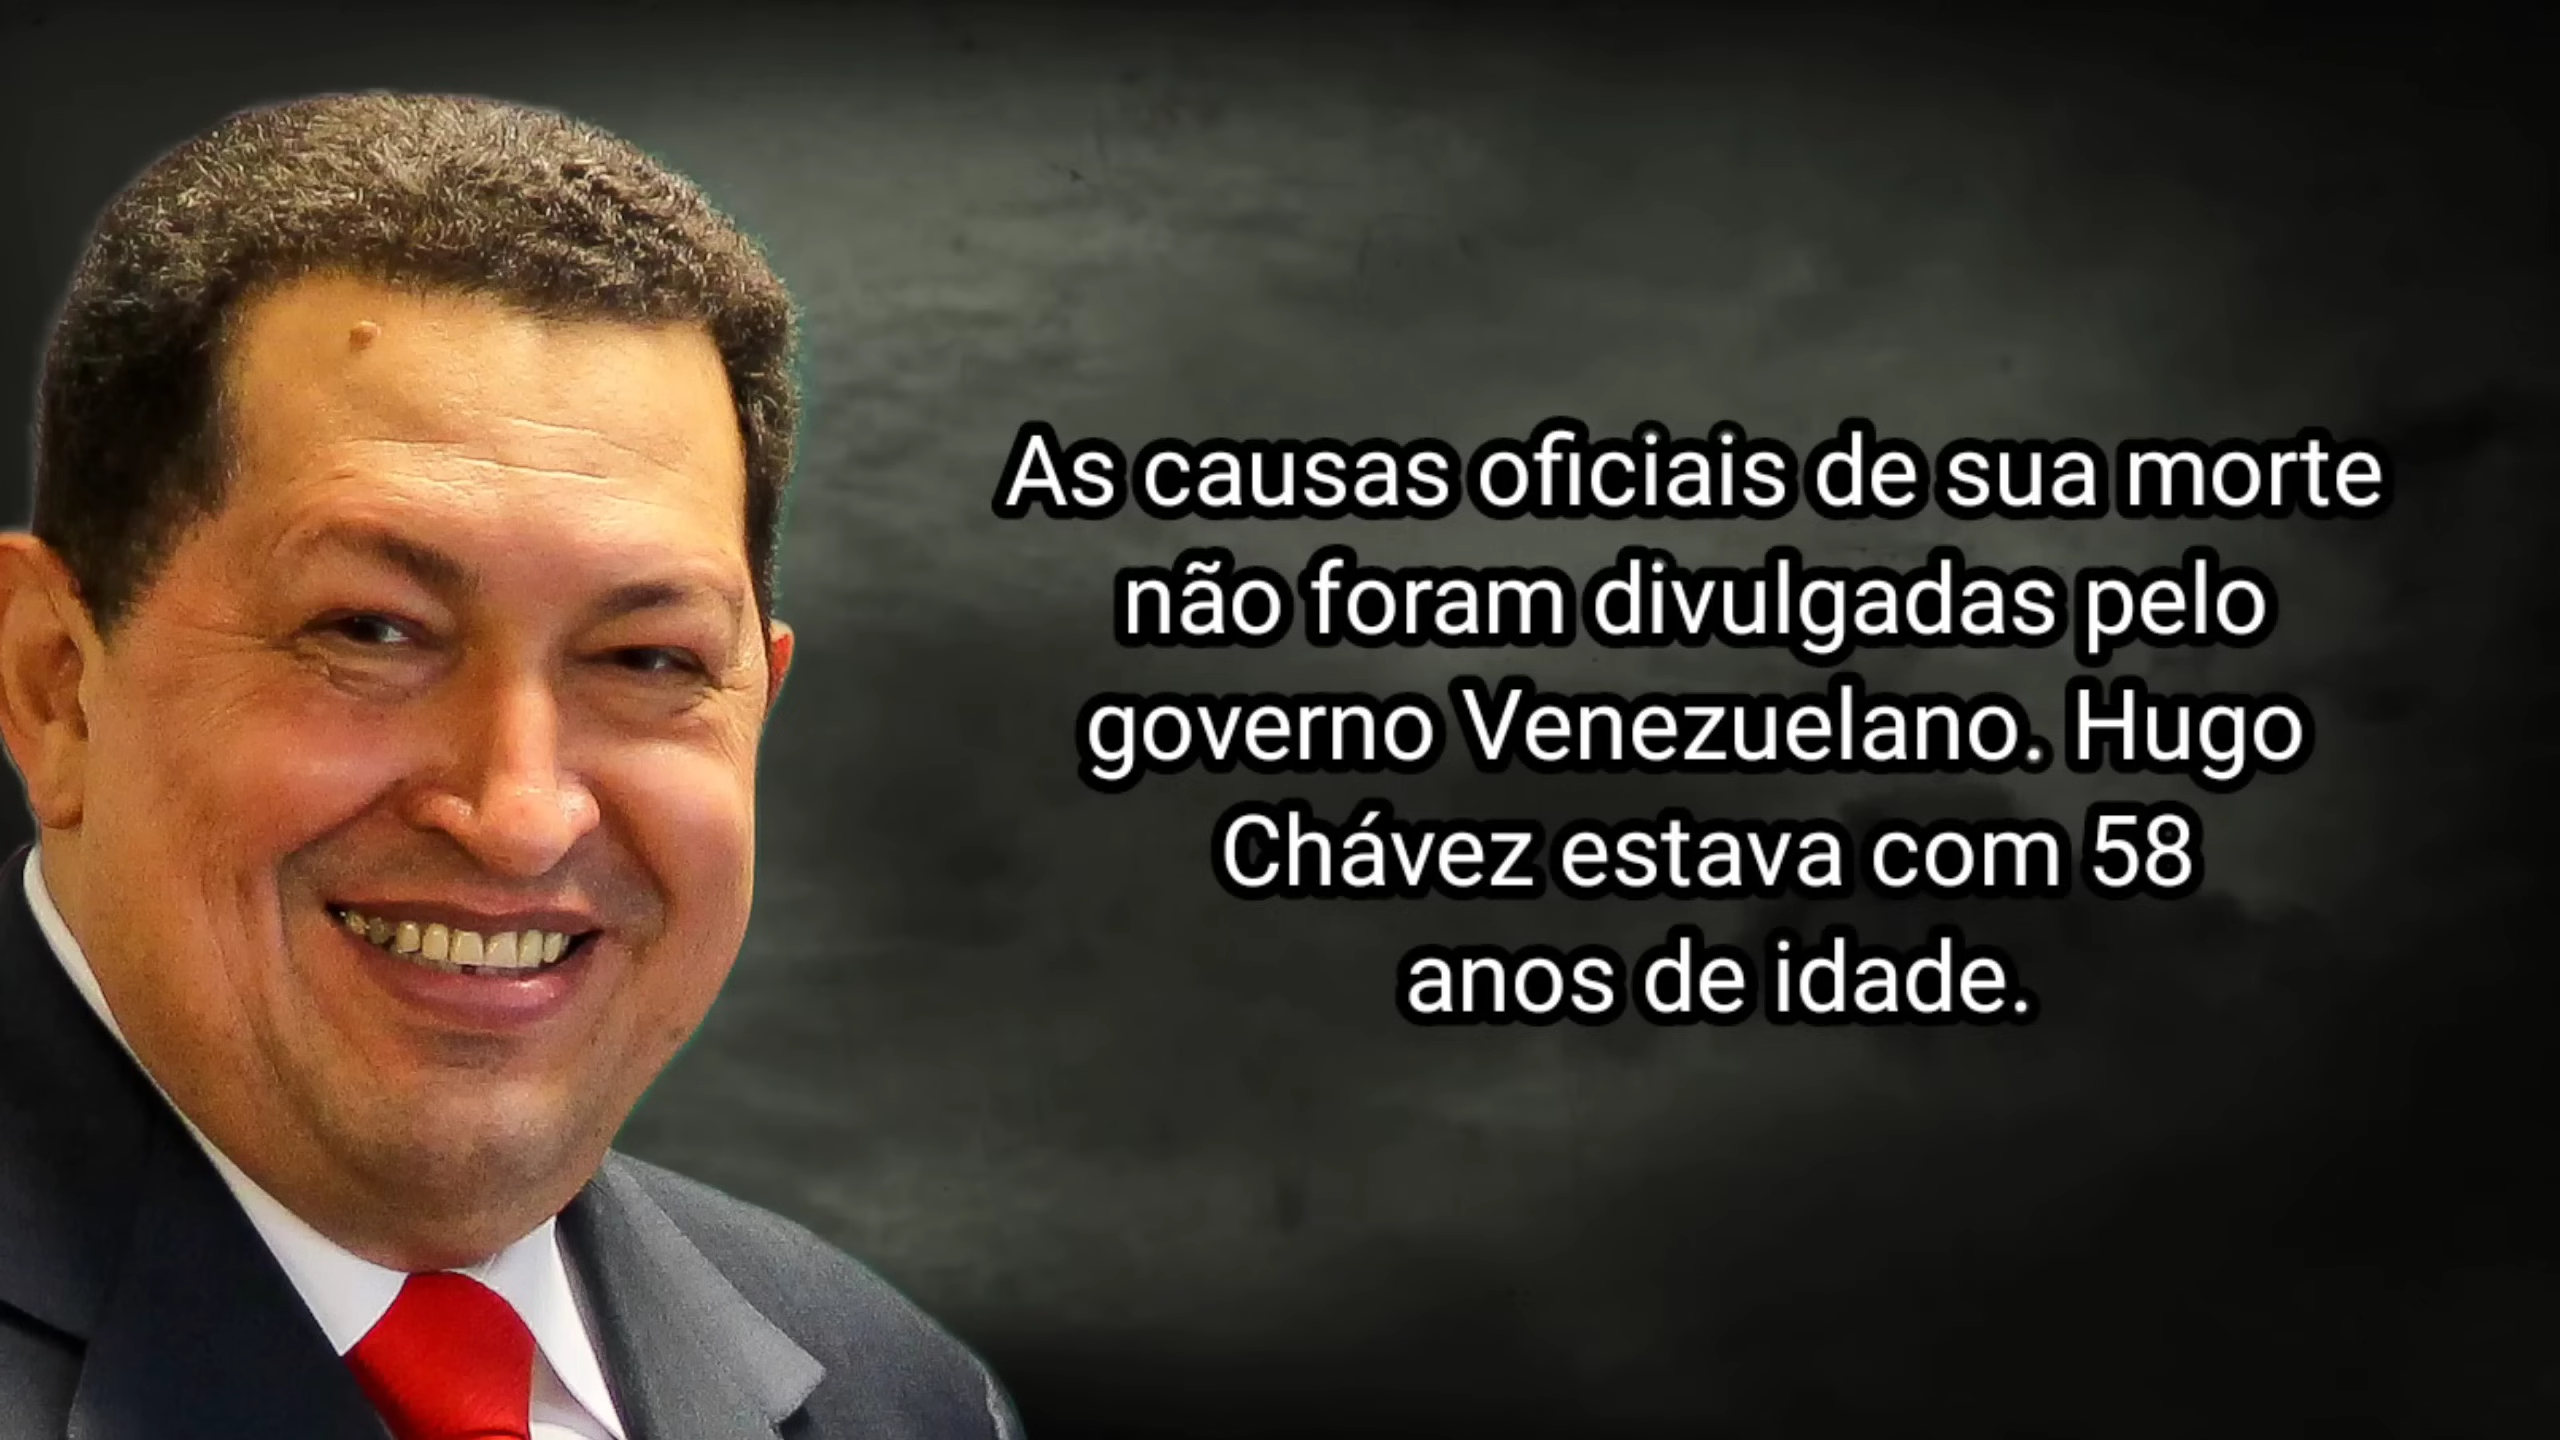 As causas oficiais de sua morte
não foram divulgadas pelo
governo Venezuelano. Hugo
Chávez estava com 58
anos de idade.